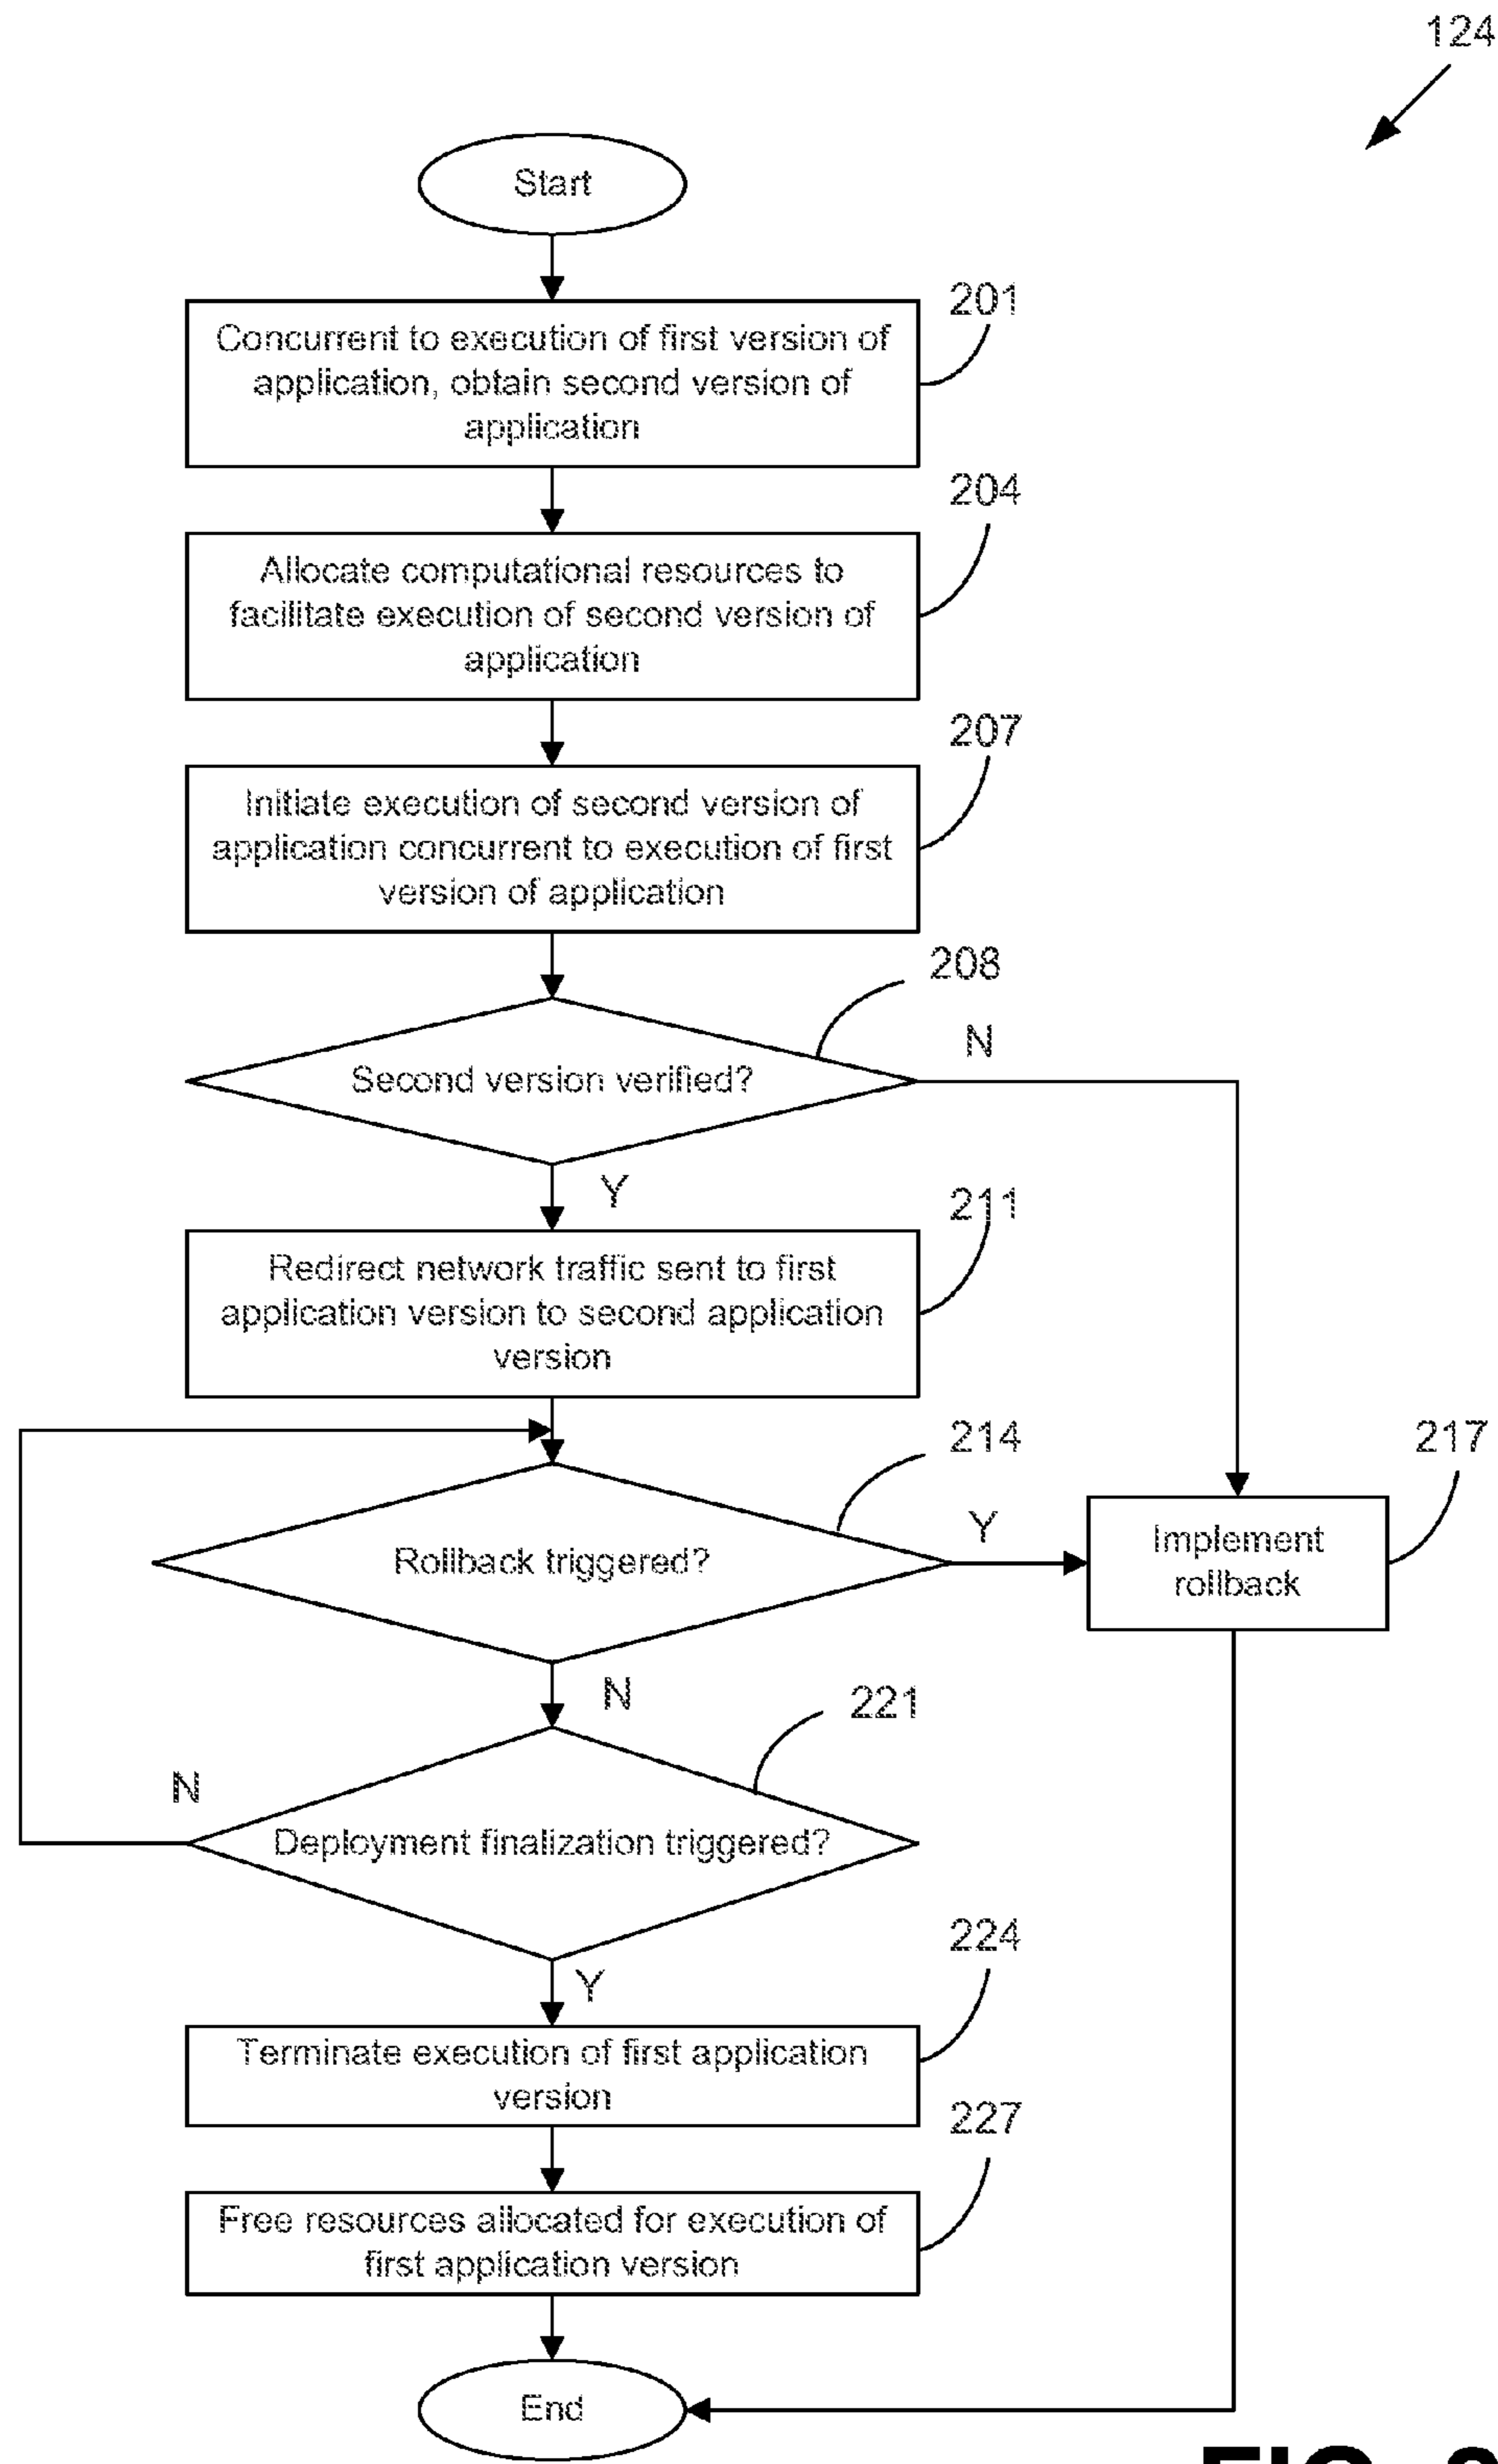 124
Start
201
Concurrent to execution of first version of
application, obtain second version of
application
204
Allocate computational resources to
facilitate execution of second version of
application
207
Initiate execution of second version of
application concurrent to execution of first
version of application
208
N
Second version verified?
Y
211
Redirect network traffic sent to first
application version to second application
version
214
217
Y
Rollback triggered?
Implement
rollback
N
221
N
Deployment finalization triggered?
224
Y
Terminate execution of first application
version
227
Free resources allocated for execution of
first application version
End